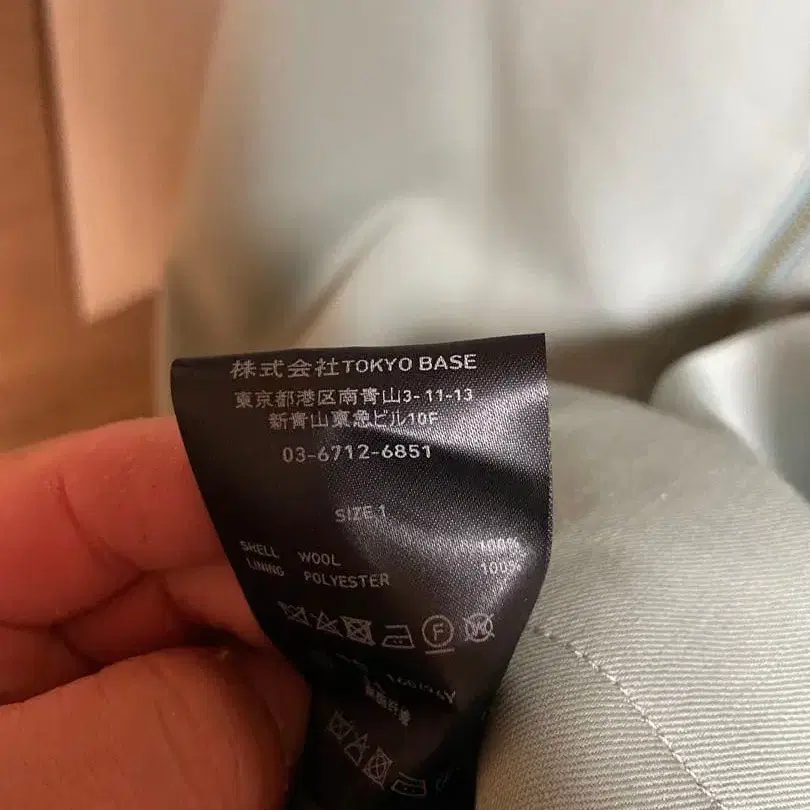 株式会社TOKYO BASE
東京都港区南青山3-11-13
新青山東急ビル10F
03-6712-6851
SIZE 1
SHELL WOOL 100%
LINING POLYESTER 100%
F
W